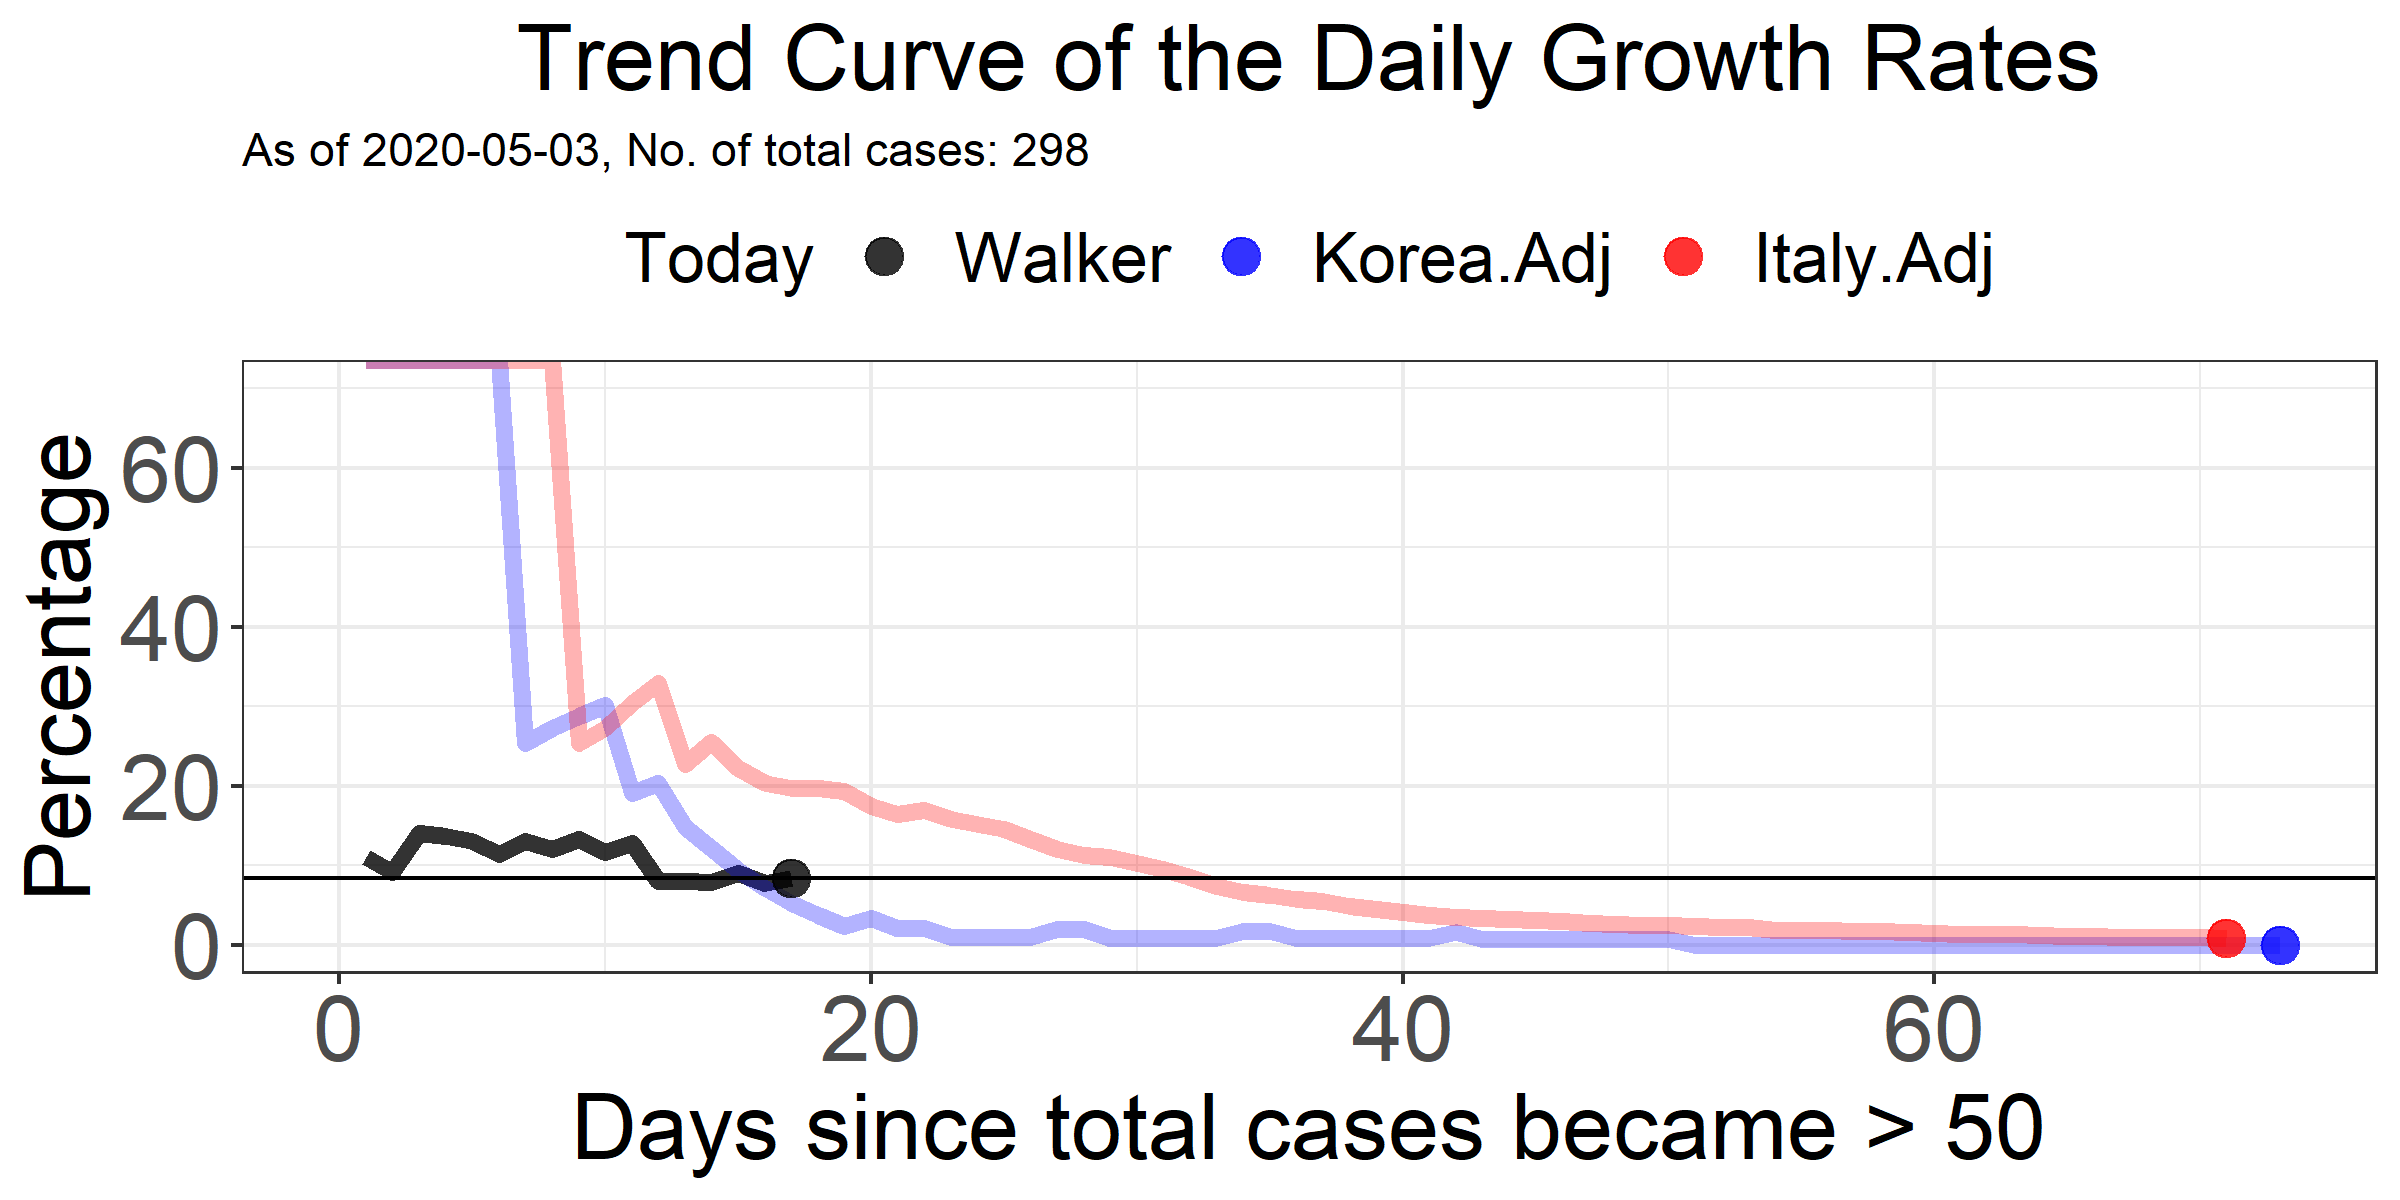 Trend Curve of the Daily Growth Rates
As of 2020-05-03, No. of total cases: 298
Today Walker Korea.Adj Italy.Adj
Percentage
60
40
20
0
0 20 40 60
Days since total cases became > 50